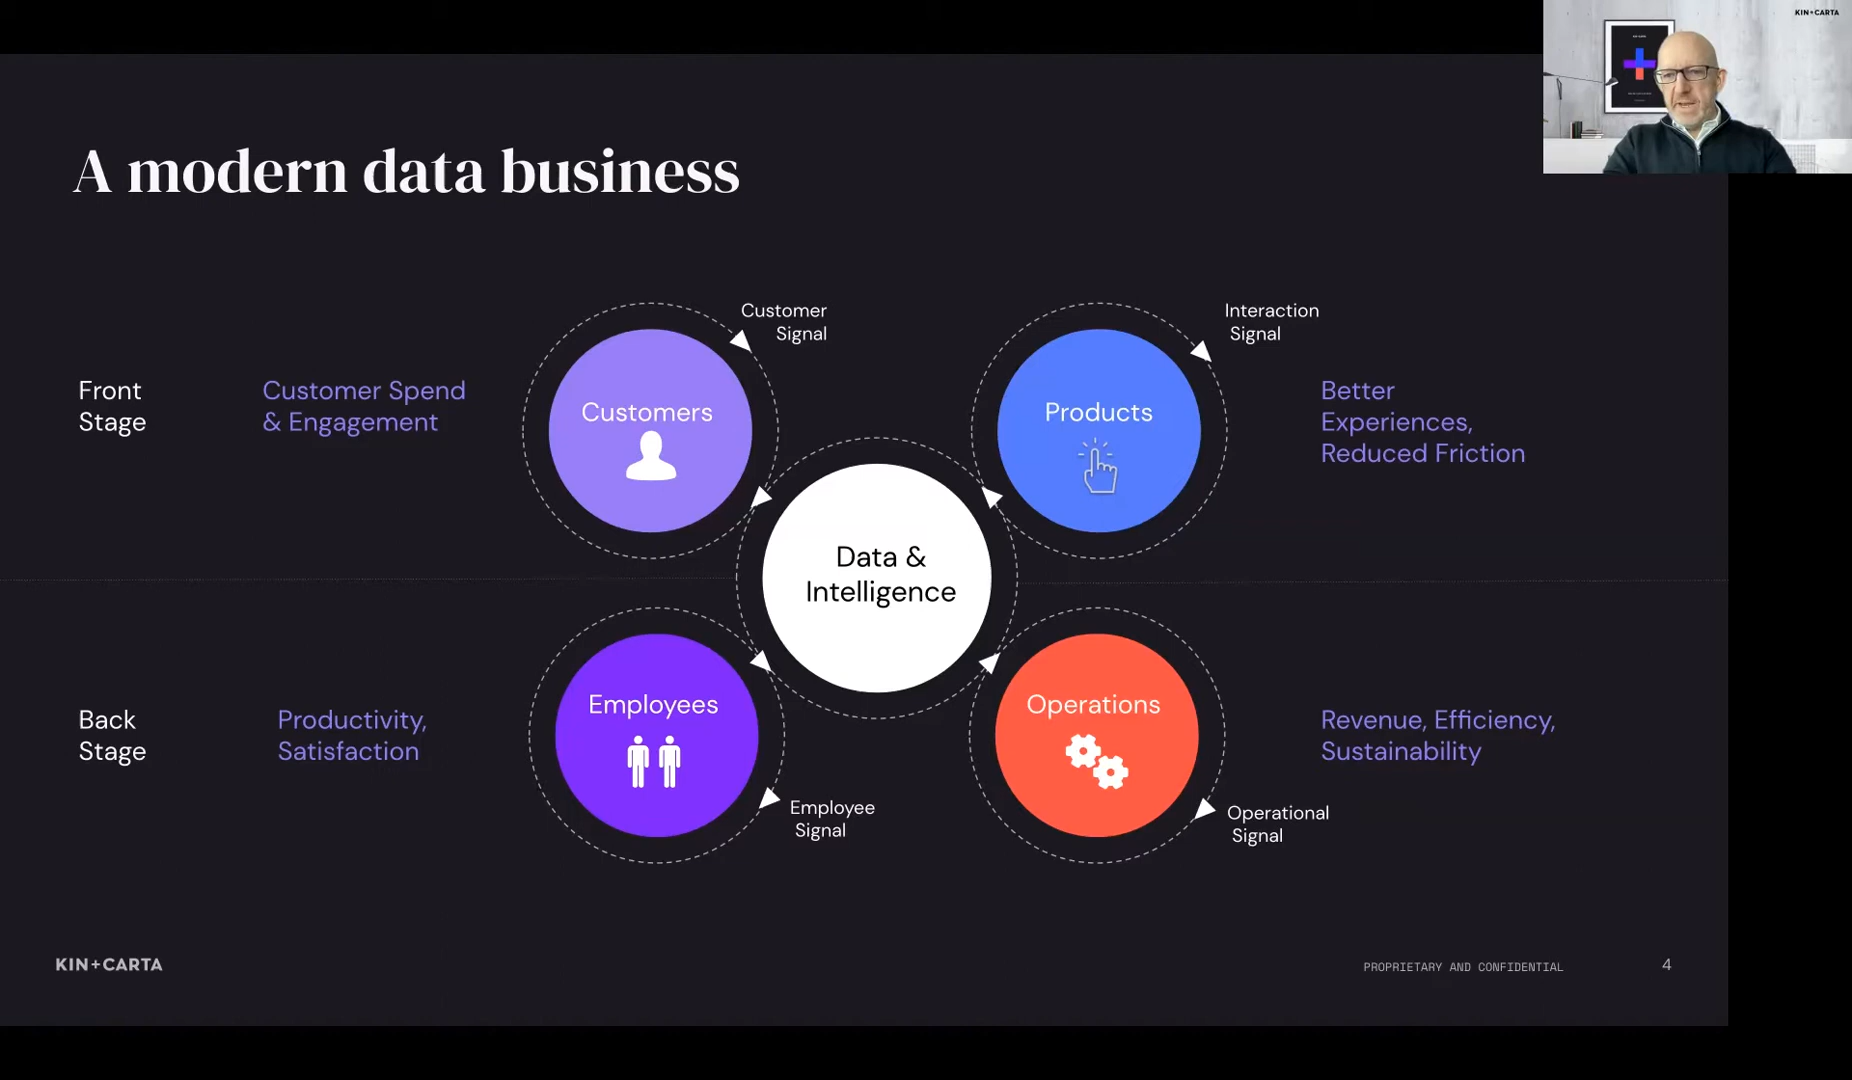 KIN+CARTA
A modern data business
Customer
Signal
Interaction
Signal
Front
Stage
Customer Spend
& Engagement
Customers
Products
Better
Experiences,
Reduced Friction
Data &
Intelligence
Back
Stage
Productivity,
Satisfaction
Employees
Operations
Revenue, Efficiency,
Sustainability
Employee
Signal
Operational
Signal
KIN+CARTA
PROPRIETARY AND CONFIDENTIAL
4